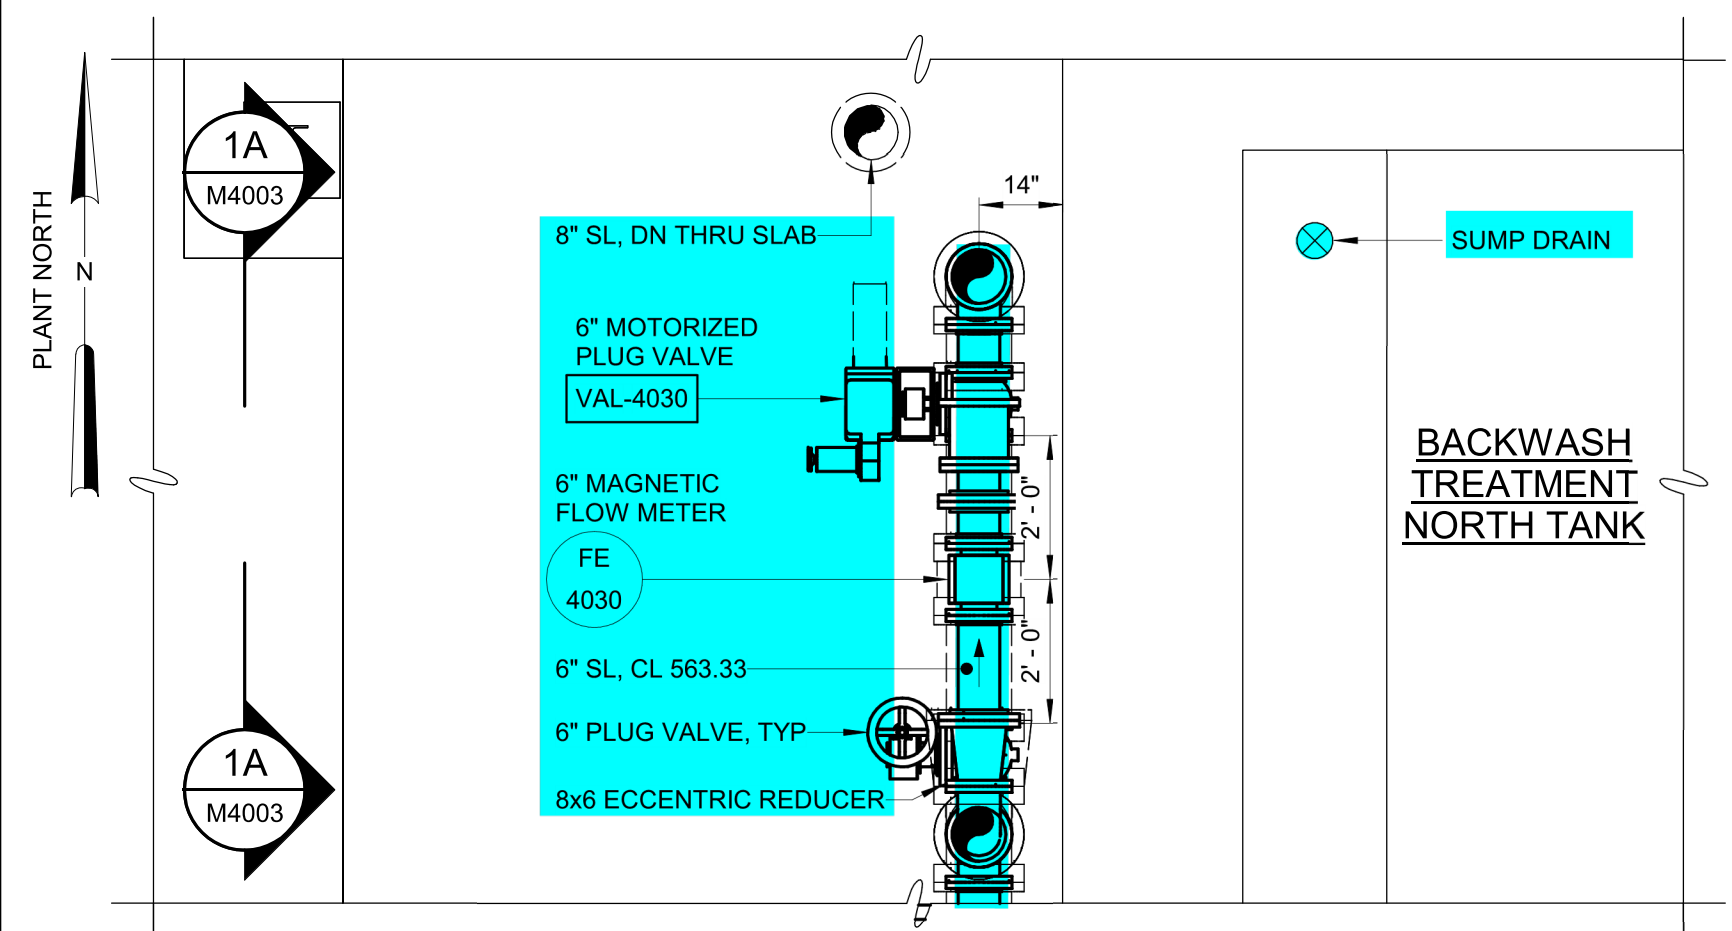 PLANT NORTH
N
1A
M4003
1A
M4003
14"
8" SL, DN THRU SLAB
6" MOTORIZED
PLUG VALVE
VAL-4030
6" MAGNETIC
FLOW METER
FE
4030
6" SL, CL 563.33
6" PLUG VALVE, TYP
8x6 ECCENTRIC REDUCER
2' - 0"
2' - 0"
SUMP DRAIN
BACKWASH
TREATMENT
NORTH TANK